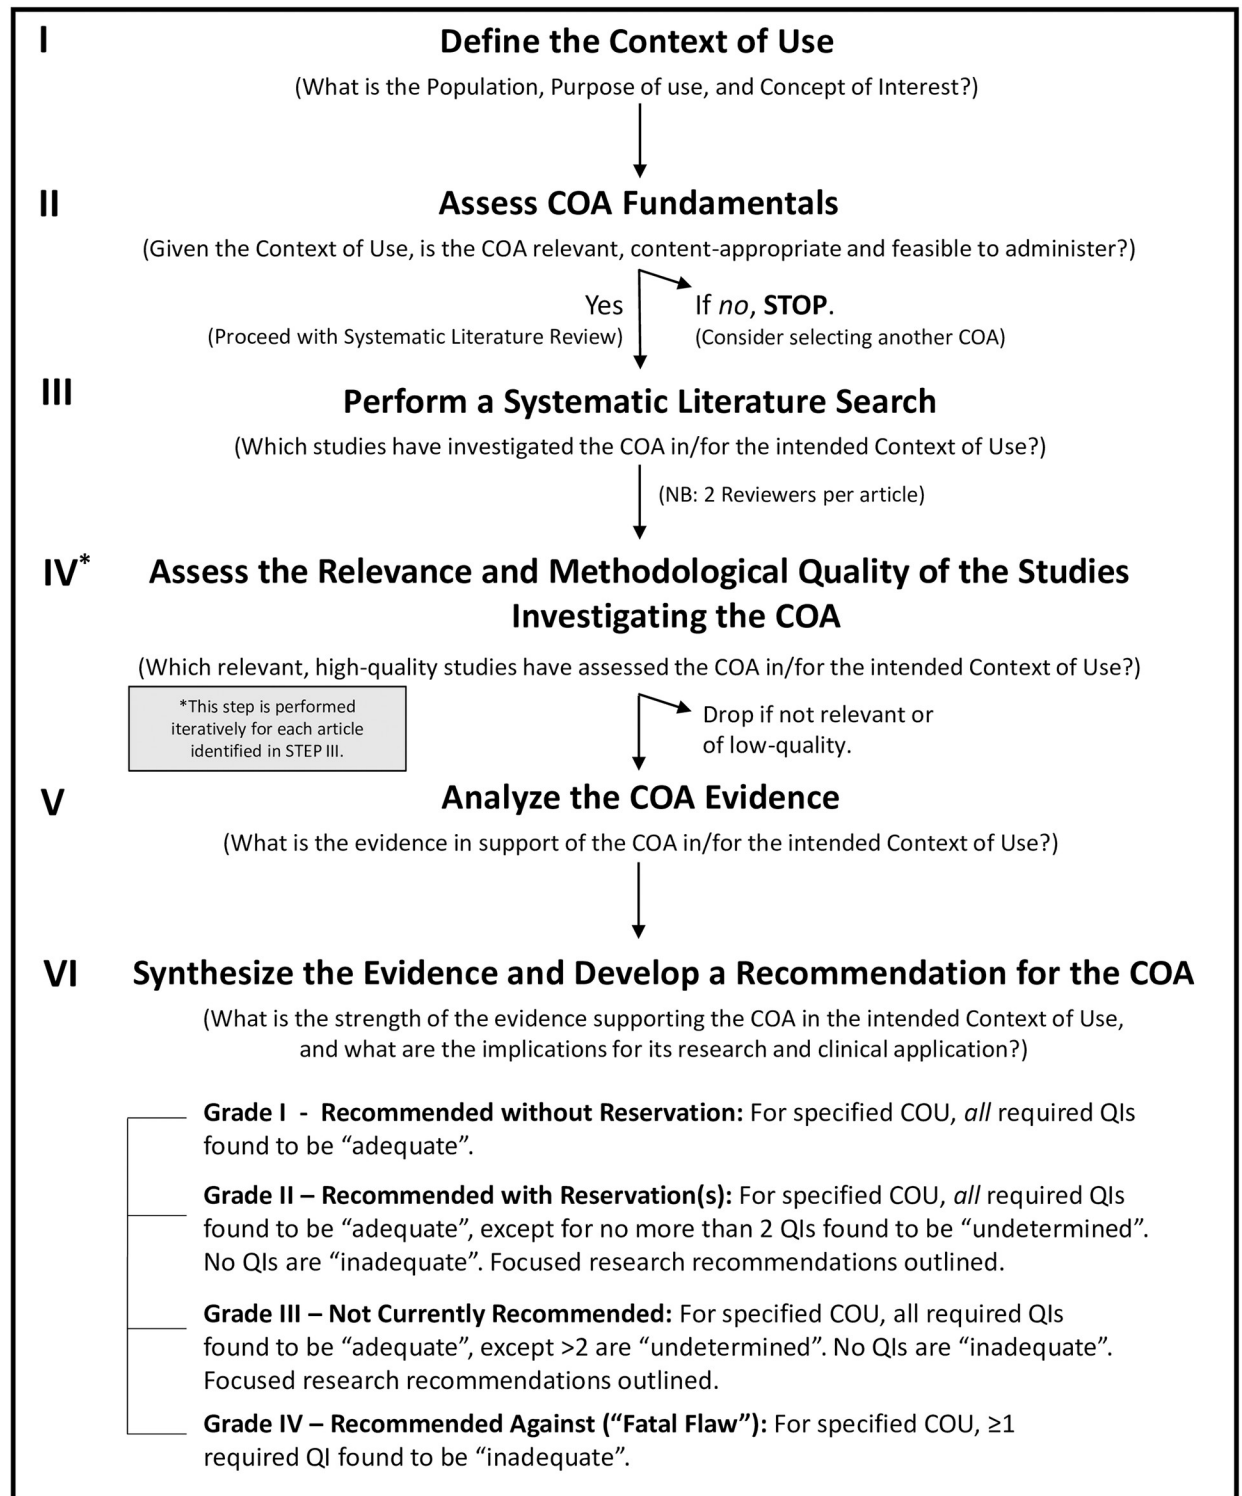 I
Define the Context of Use
(What is the Population, Purpose of use, and Concept of Interest?)
II
Assess COA Fundamentals
(Given the Context of Use, is the COA relevant, content-appropriate and feasible to administer?)
Yes
(Proceed with Systematic Literature Review)
If no, STOP.
(Consider selecting another COA)
III
Perform a Systematic Literature Search
(Which studies have investigated the COA in/for the intended Context of Use?)
(NB: 2 Reviewers per article)
IV*
Assess the Relevance and Methodological Quality of the Studies
Investigating the COA
(Which relevant, high-quality studies have assessed the COA in/for the intended Context of Use?)
*This step is performed
iteratively for each article
identified in STEP III.
Drop if not relevant or
of low-quality.
V
Analyze the COA Evidence
(What is the evidence in support of the COA in/for the intended Context of Use?)
VI
Synthesize the Evidence and Develop a Recommendation for the COA
(What is the strength of the evidence supporting the COA in the intended Context of Use,
and what are the implications for its research and clinical application?)
Grade I - Recommended without Reservation: For specified COU, all required QIs
found to be “adequate”.
Grade II – Recommended with Reservation(s): For specified COU, all required QIs
found to be “adequate”, except for no more than 2 QIs found to be “undetermined”.
No QIs are “inadequate”. Focused research recommendations outlined.
Grade III – Not Currently Recommended: For specified COU, all required QIs
found to be “adequate”, except >2 are “undetermined”. No QIs are “inadequate”.
Focused research recommendations outlined.
Grade IV – Recommended Against (“Fatal Flaw”): For specified COU, ≥1
required QI found to be “inadequate”.